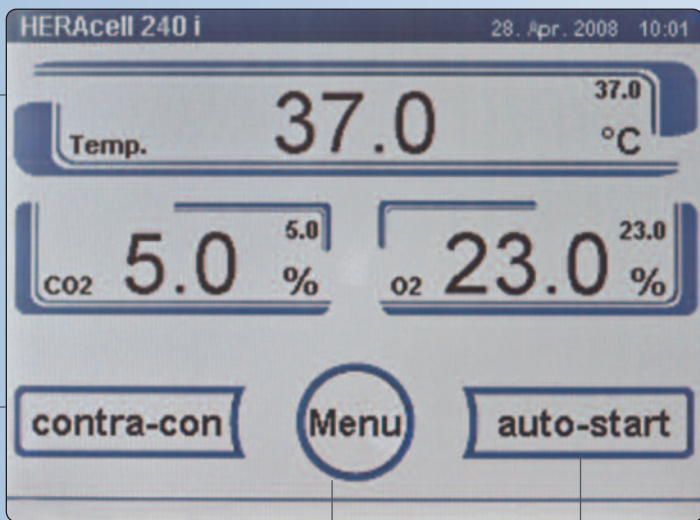 HERAcell 240 i 28. Apr. 2008 10:01
37.0
Temp. 37.0 °C
5.0 23.0
CO2 5.0 % O2 23.0 %
contra-con Menu auto-start